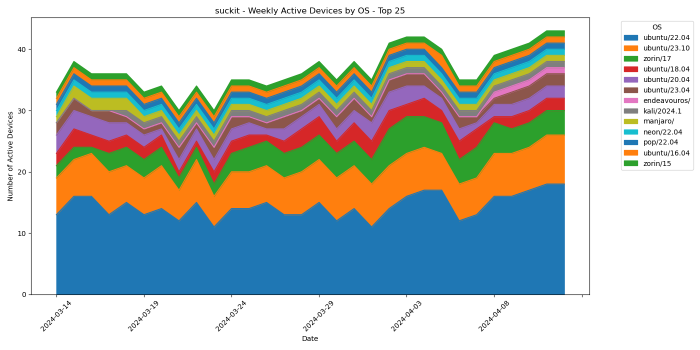 suckit - Weekly Active Devices by OS - Top 25
Number of Active Devices
40
30
20
10
0
2024-03-14
2024-03-19
2024-03-24
2024-03-29
2024-04-03
2024-04-08
Date
OS
ubuntu/22.04
ubuntu/23.10
zorin/17
ubuntu/18.04
ubuntu/20.04
ubuntu/23.04
endeavouros/
kali/2024.1
manjaro/
neon/22.04
pop/22.04
ubuntu/16.04
zorin/15